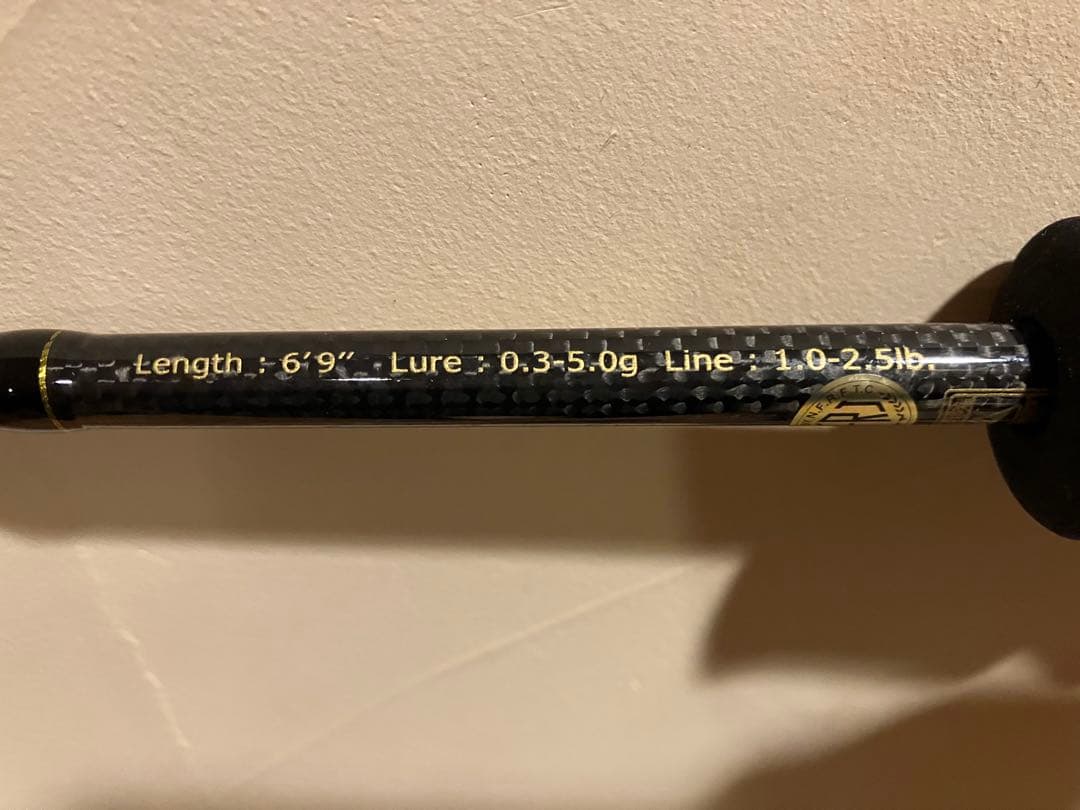 Length : 6'9" Lure : 0.3-5.0g Line : 1.0-2.5lb.
N.F.R.F.T.C.